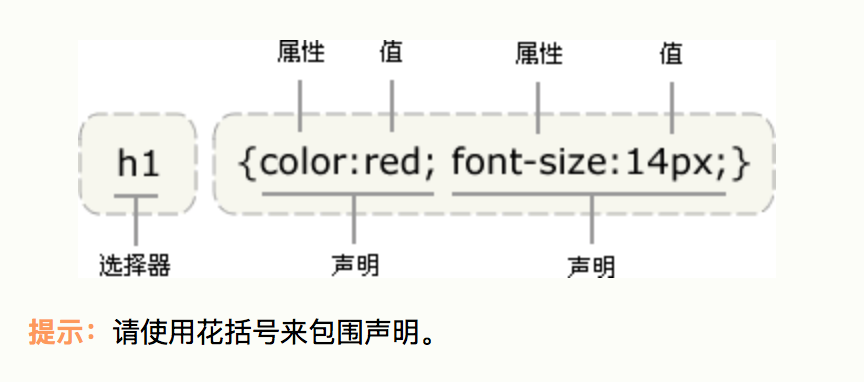 属性 值 属性 值
h1 {color:red; font-size:14px;}
选择器 声明 声明
提示：请使用花括号来包围声明。